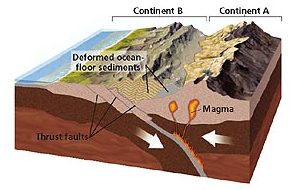 Continent B
Continent A
Deformed ocean-
floor sediments
Magma
Thrust faults